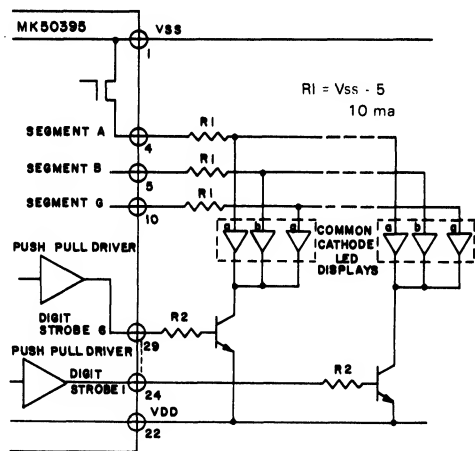 MK50395
VSS
1
R1 = Vss - 5
10 ma
SEGMENT A
4
R1
SEGMENT B
5
R1
SEGMENT G
10
R1
a b a
a b a
COMMON
CATHODE
LED
DISPLAYS
PUSH PULL DRIVER
DIGIT
STROBE 6
29
R2
PUSH PULL DRIVER
DIGIT
STROBE 1
24
R2
VDD
22